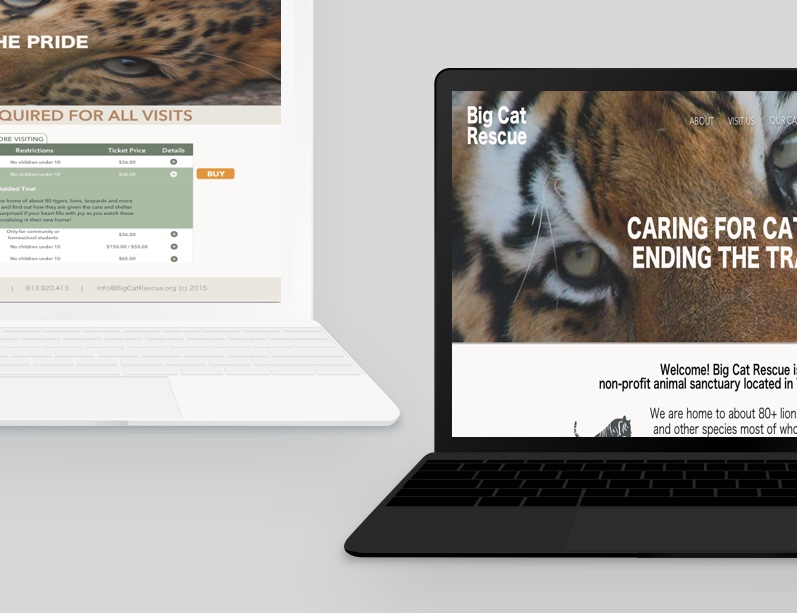 HE PRIDE
QUIRED FOR ALL VISITS
ORE VISITING
Restrictions Ticket Price Details
No children under 10 $36.00
No children under 10 $36.00
BUY
Guided Tour
home of about 80 tigers, lions, leopards and more
and find out how they are given the care and shelter
surprised if your heart fills with joy as you watch these
socializing in their new home!
Only for community or
homeschool students
$36.00
No children under 10 $150.00 / $50.00
No children under 10 $65.00
| 813.920.413 | info@BigCatRescue.org (c) 2015
Big Cat
Rescue
ABOUT VISIT US OUR CA
CARING FOR CAT
ENDING THE TRA
Welcome! Big Cat Rescue is
non-profit animal sanctuary located in
We are home to about 80+ lion
and other species most of who